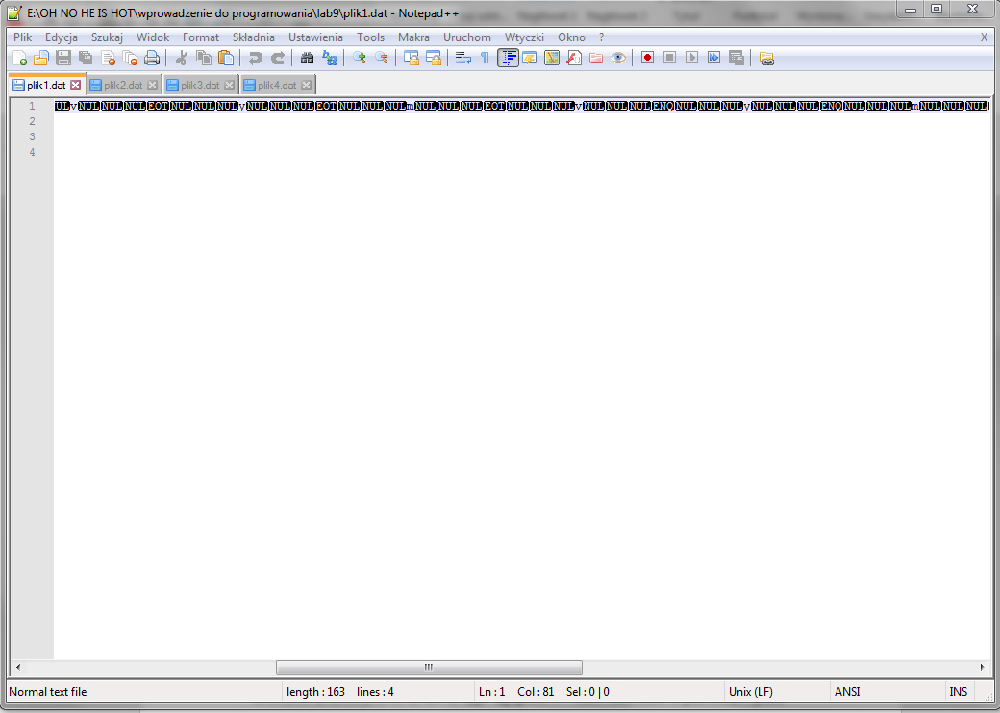 E:\OH NO HE IS HOT\wprowadzenie do programowania\lab9\plik1.dat - Notepad++
Plik Edycja Szukaj Widok Format Składnia Ustawienia Tools Makra Uruchom Wtyczki Okno ? X
plik1.dat plik2.dat plik3.dat plik4.dat
1 UL v NUL NUL NUL EOT NUL NUL NUL y NUL NUL NUL EOT NUL NUL NUL m NUL NUL NUL EOT NUL NUL NUL v NUL NUL NUL ENQ NUL NUL NUL y NUL NUL NUL ENQ NUL NUL NUL m NUL NUL NUL
2
3
4
Normal text file length : 163 lines : 4 Ln : 1 Col : 81 Sel : 0 | 0 Unix (LF) ANSI INS